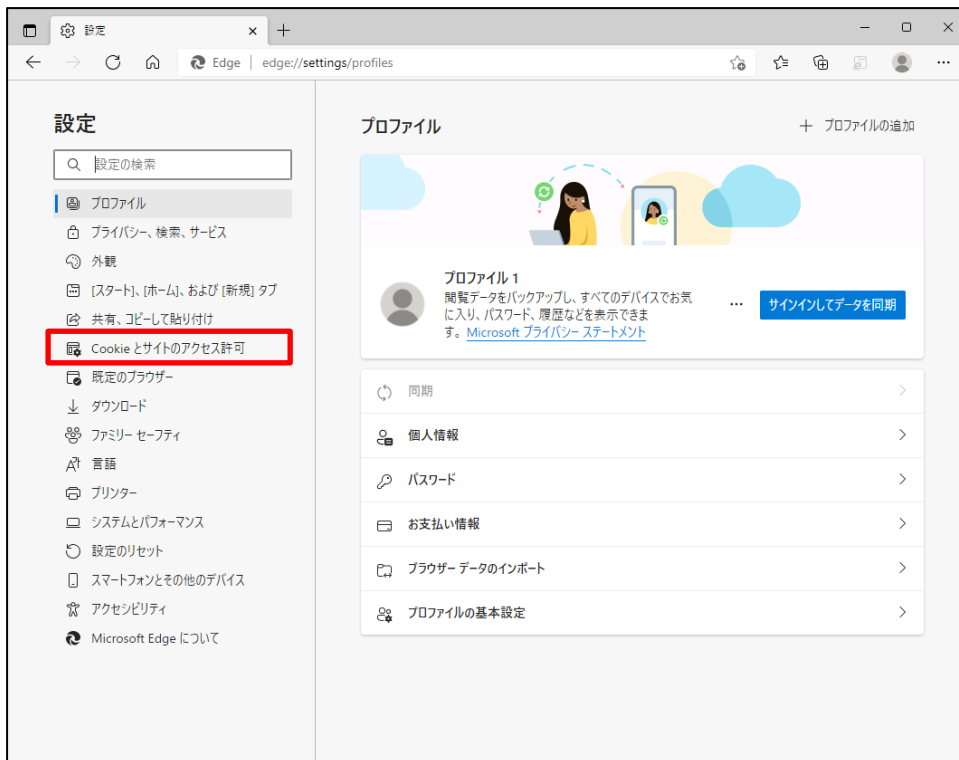 設定
Edge
edge://settings/profiles
設定
設定の検索
プロファイル
プライバシー、検索、サービス
外観
[スタート]、[ホーム]、および [新規] タブ
共有、コピーして貼り付け
Cookie とサイトのアクセス許可
既定のブラウザー
ダウンロード
ファミリー セーフティ
言語
プリンター
システムとパフォーマンス
設定のリセット
スマートフォンとその他のデバイス
アクセシビリティ
Microsoft Edge について
プロファイル
プロファイルの追加
プロファイル 1
閲覧データをバックアップし、すべてのデバイスでお気
に入り、パスワード、履歴などを表示できま
す。Microsoft プライバシー ステートメント
サインインしてデータを同期
同期
個人情報
パスワード
お支払い情報
ブラウザー データのインポート
プロファイルの基本設定